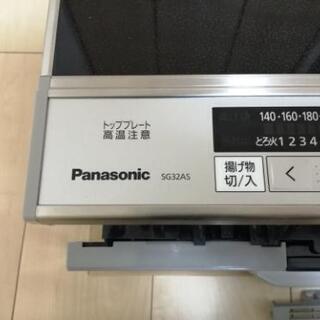 140・160・180
とろ火1234
トッププレート
高温注意
揚げ物
切/入
<
Panasonic SG32AS